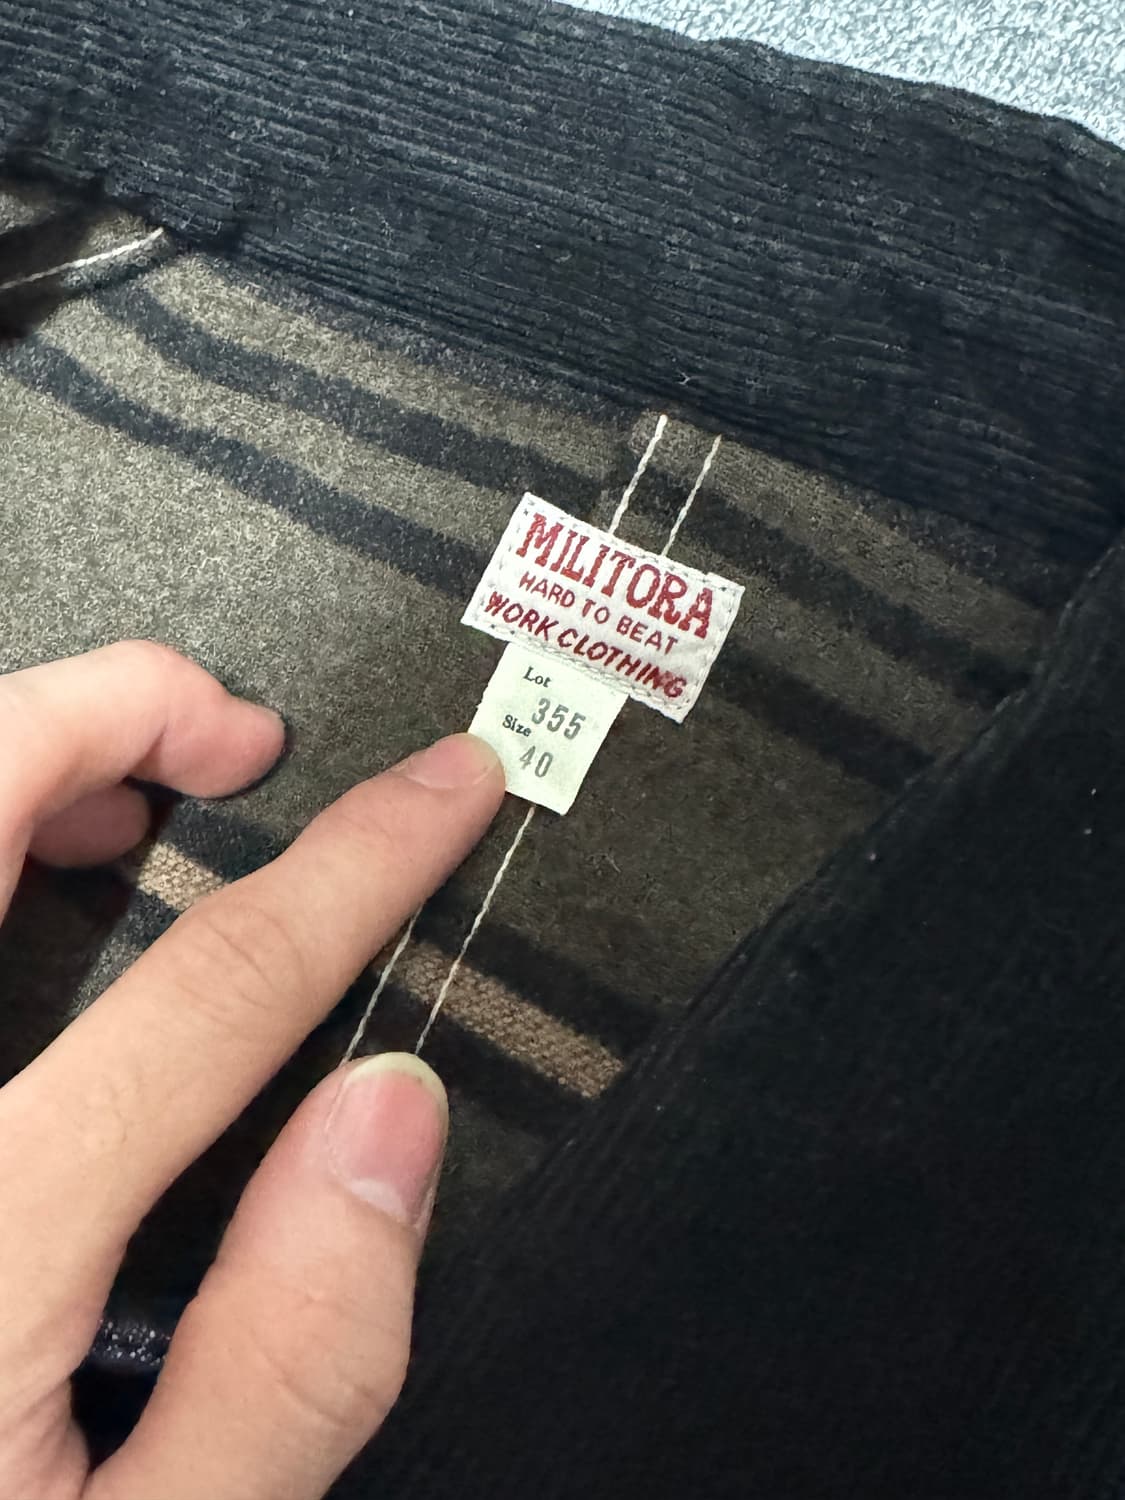 MILITORA
HARD TO BEAT
WORK CLOTHING
Lot 355
Size 40